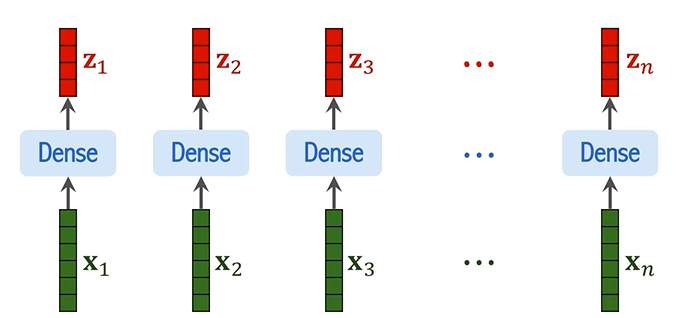 z₁ z₂ z₃ ... zₙ
Dense Dense Dense ... Dense
x₁ x₂ x₃ ... xₙ